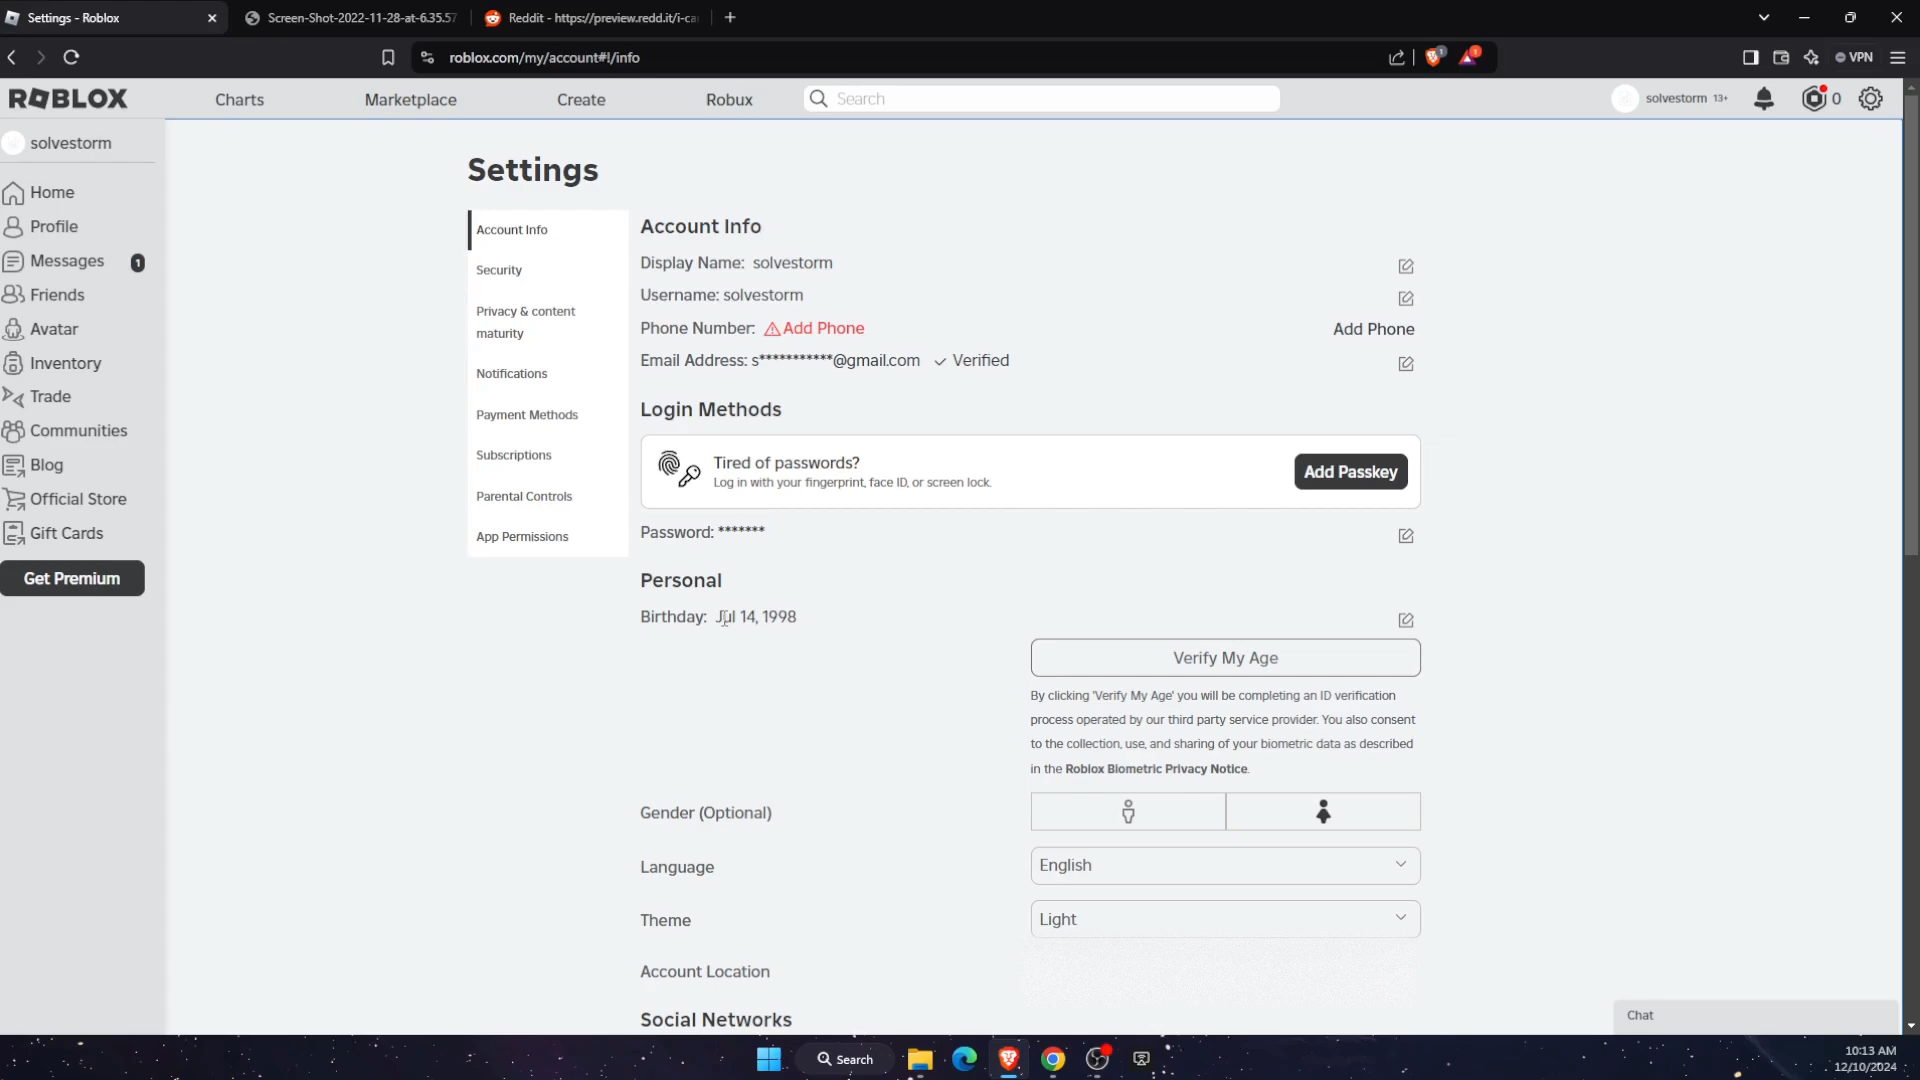 Settings - Roblox
Screen-Shot-2022-11-28-at-6.35.57
Reddit - https://preview.redd.it/i-ca
roblox.com/my/account#!/info
1
1
VPN
ROBLOX
Charts
Marketplace
Create
Robux
Search
solvestorm 13+
0
solvestorm
Home
Profile
Messages 1
Friends
Avatar
Inventory
Trade
Communities
Blog
Official Store
Gift Cards
Get Premium
Settings
Account Info
Security
Privacy & content
maturity
Notifications
Payment Methods
Subscriptions
Parental Controls
App Permissions
Account Info
Display Name: solvestorm
Username: solvestorm
Phone Number: Add Phone
Add Phone
Email Address: s***********@gmail.com Verified
Login Methods
Tired of passwords?
Log in with your fingerprint, face ID, or screen lock.
Add Passkey
Password: *******
Personal
Birthday: Jul 14, 1998
Verify My Age
By clicking 'Verify My Age' you will be completing an ID verification
process operated by our third party service provider. You also consent
to the collection, use, and sharing of your biometric data as described
in the Roblox Biometric Privacy Notice.
Gender (Optional)
Language
English
Theme
Light
Account Location
Social Networks
Chat
Search
10:13 AM
12/10/2024